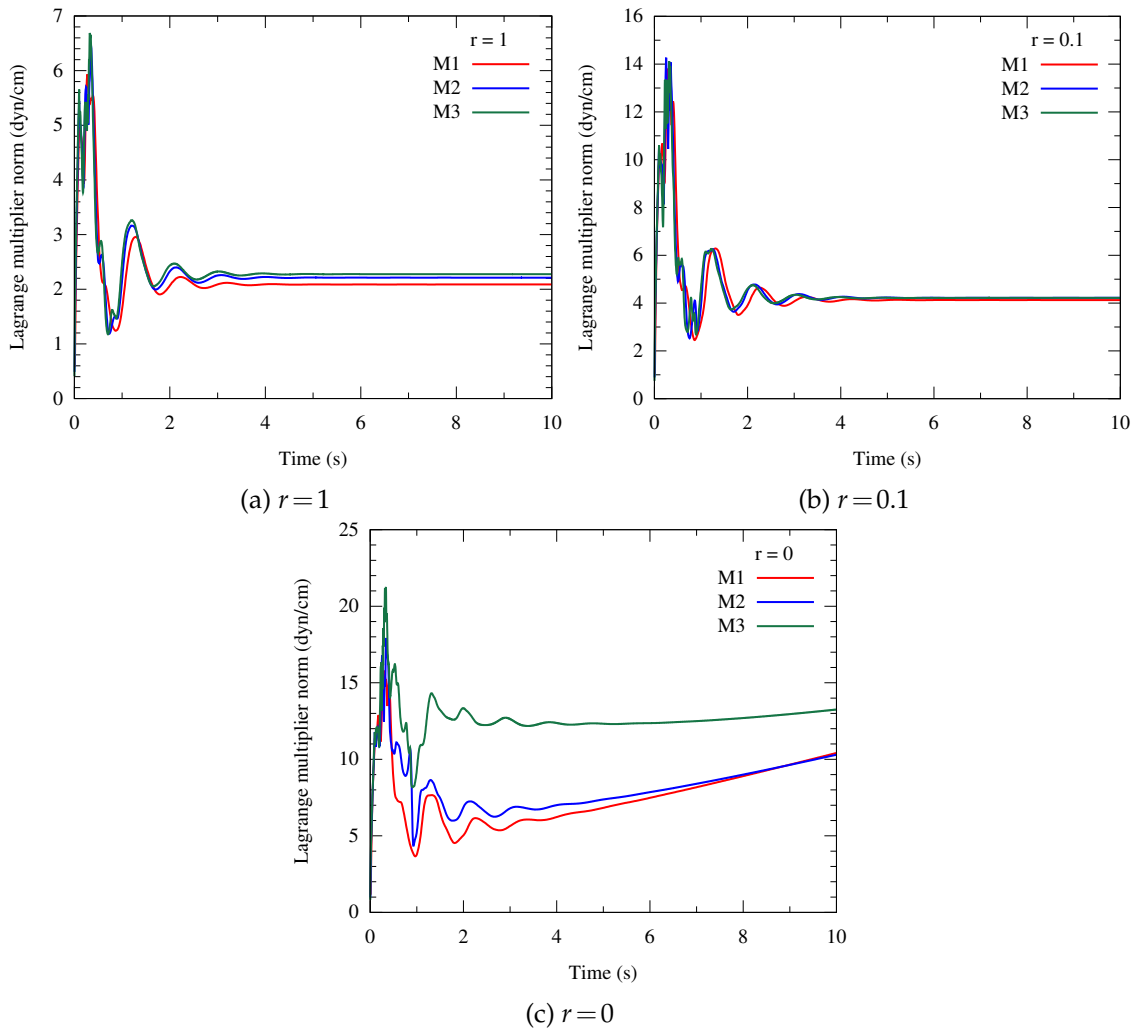 7
6
5
4
3
2
1
0
0 2 4 6 8 10
Lagrange multiplier norm (dyn/cm)
Time (s)
r = 1
M1
M2
M3
(a) r=1
16
14
12
10
8
6
4
2
0
0 2 4 6 8 10
Lagrange multiplier norm (dyn/cm)
Time (s)
r = 0.1
M1
M2
M3
(b) r=0.1
25
20
15
10
5
0
0 2 4 6 8 10
Lagrange multiplier norm (dyn/cm)
Time (s)
r = 0
M1
M2
M3
(c) r=0